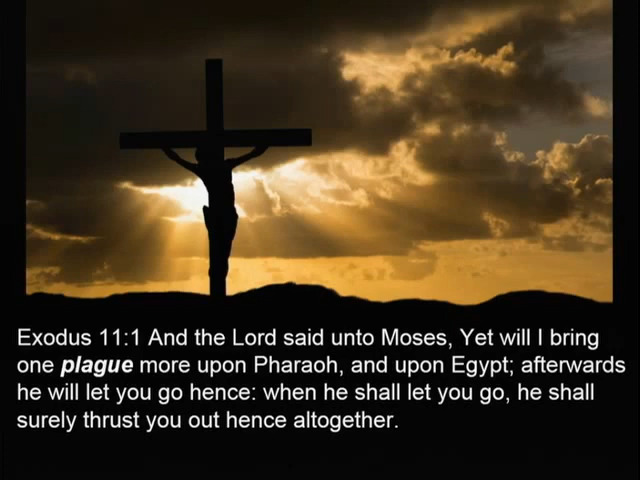 Exodus 11:1 And the Lord said unto Moses, Yet will I bring
one plague more upon Pharaoh, and upon Egypt; afterwards
he will let you go hence: when he shall let you go, he shall
surely thrust you out hence altogether.